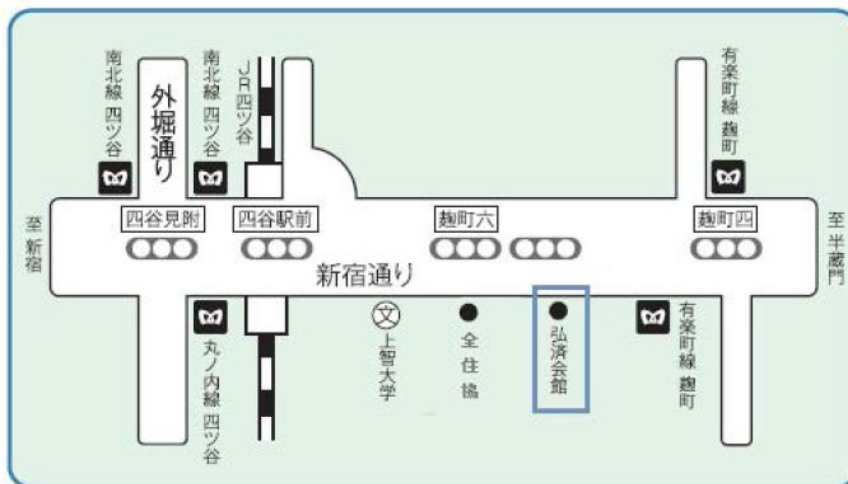 南北線 四ツ谷
外堀通り
南北線 四ツ谷
JR四ツ谷
有楽町線 麹町
至 新宿
四谷見附
四谷駅前
麹町六
麹町四
至 半蔵門
新宿通り
丸ノ内線 四ツ谷
文
上智大学
全住協
弘済会館
有楽町線 麹町